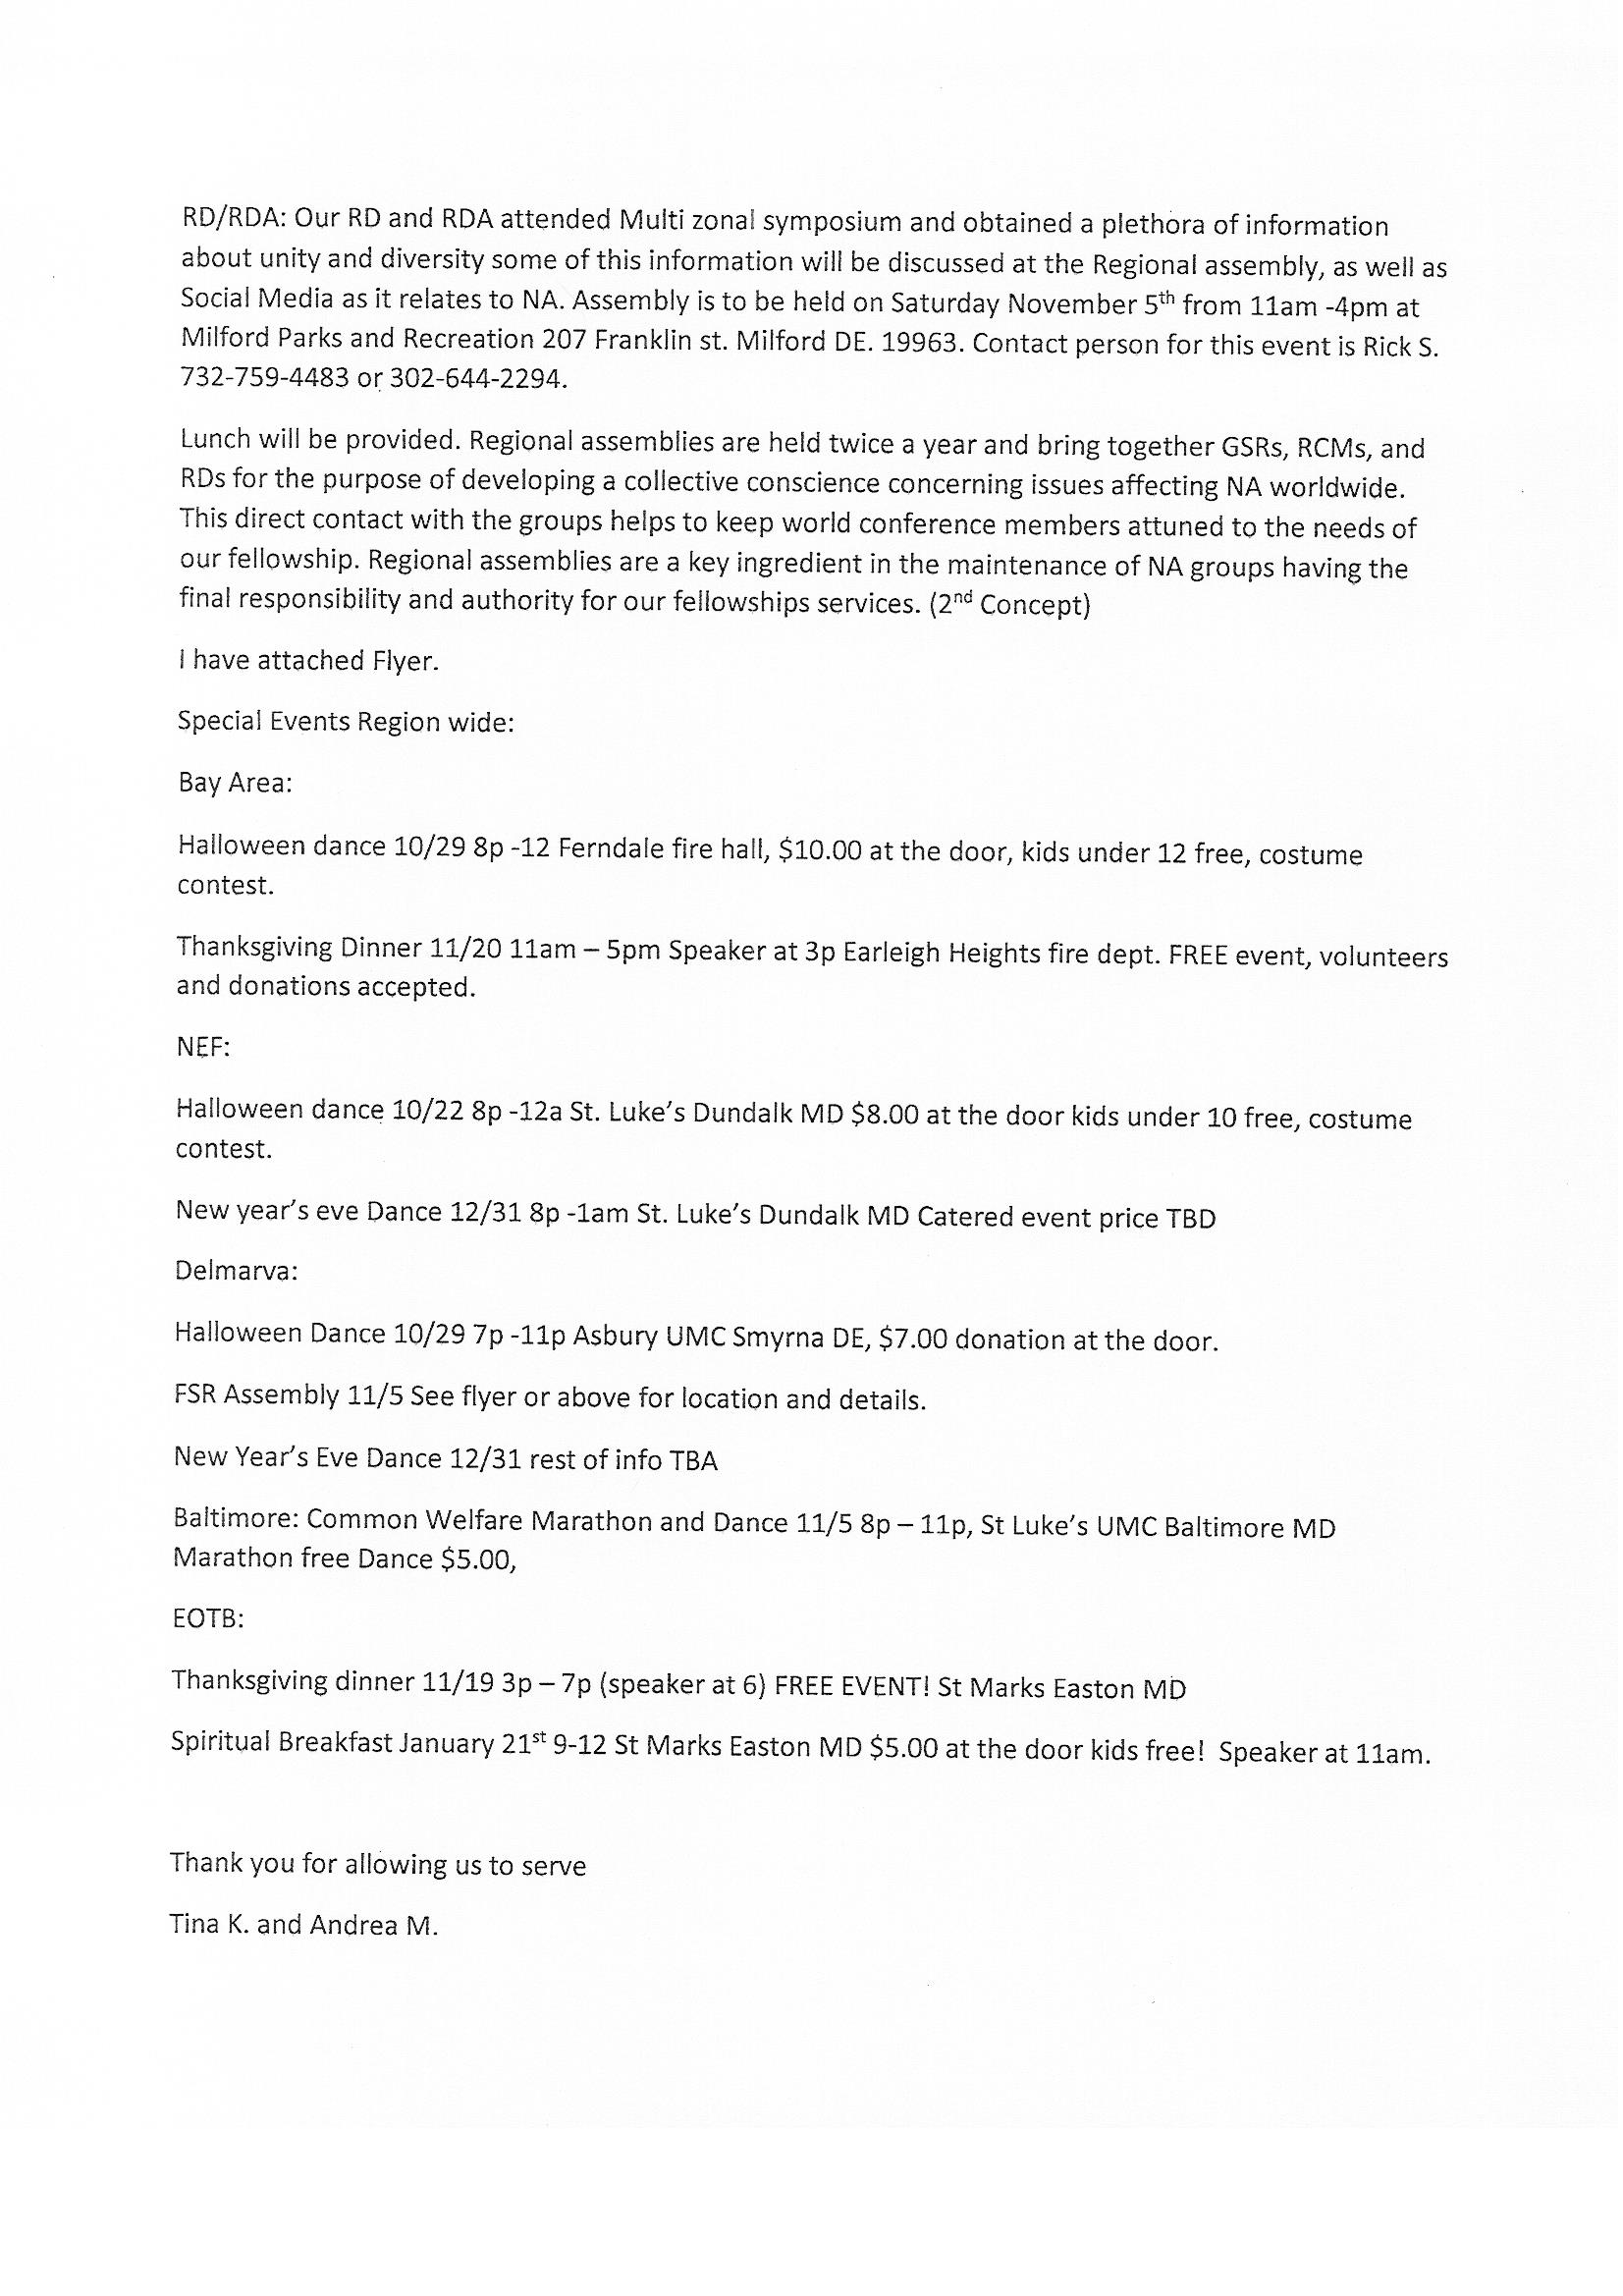 RD/RDA: Our RD and RDA attended Multi zonal symposium and obtained a plethora of information
about unity and diversity some of this information will be discussed at the Regional assembly, as well as
Social Media as it relates to NA. Assembly is to be held on Saturday November 5th from 11am -4pm at
Milford Parks and Recreation 207 Franklin st. Milford DE. 19963. Contact person for this event is Rick S.
732-759-4483 or 302-644-2294.
Lunch will be provided. Regional assemblies are held twice a year and bring together GSRs, RCMs, and
RDs for the purpose of developing a collective conscience concerning issues affecting NA worldwide.
This direct contact with the groups helps to keep world conference members attuned to the needs of
our fellowship. Regional assemblies are a key ingredient in the maintenance of NA groups having the
final responsibility and authority for our fellowships services. (2nd Concept)
I have attached Flyer.
Special Events Region wide:
Bay Area:
Halloween dance 10/29 8p -12 Ferndale fire hall, $10.00 at the door, kids under 12 free, costume
contest.
Thanksgiving Dinner 11/20 11am – 5pm Speaker at 3p Earleigh Heights fire dept. FREE event, volunteers
and donations accepted.
NEF:
Halloween dance 10/22 8p -12a St. Luke's Dundalk MD $8.00 at the door kids under 10 free, costume
contest.
New year's eve Dance 12/31 8p -1am St. Luke's Dundalk MD Catered event price TBD
Delmarva:
Halloween Dance 10/29 7p -11p Asbury UMC Smyrna DE, $7.00 donation at the door.
FSR Assembly 11/5 See flyer or above for location and details.
New Year's Eve Dance 12/31 rest of info TBA
Baltimore: Common Welfare Marathon and Dance 11/5 8p – 11p, St Luke's UMC Baltimore MD
Marathon free Dance $5.00,
EOTB:
Thanksgiving dinner 11/19 3p – 7p (speaker at 6) FREE EVENT! St Marks Easton MD
Spiritual Breakfast January 21st 9-12 St Marks Easton MD $5.00 at the door kids free!  Speaker at 11am.
Thank you for allowing us to serve
Tina K. and Andrea M.